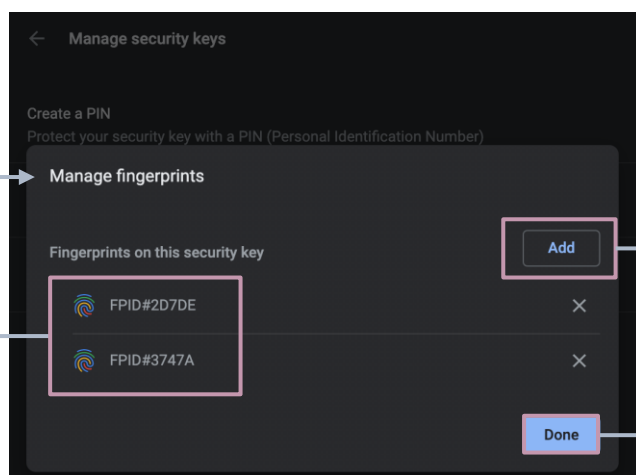 Manage security keys
Create a PIN
Protect your security key with a PIN (Personal Identification Number)
Manage fingerprints
Fingerprints on this security key
Add
FPID#2D7DE
FPID#3747A
Done